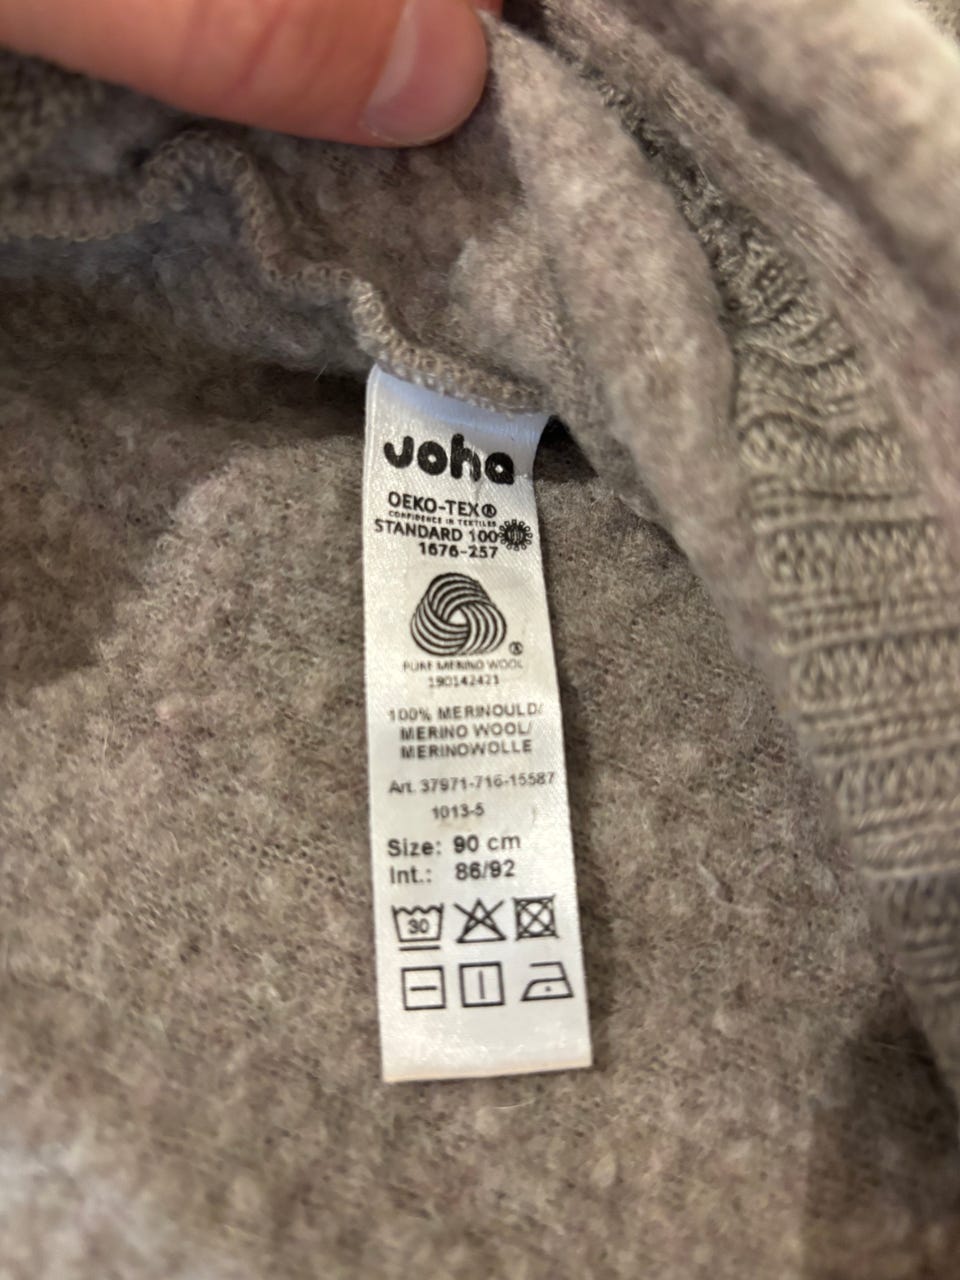 Joha
OEKO-TEX®
CONFIDENCE IN TEXTILES
STANDARD 100
1676-257
®
PURE MERINO WOOL
190142421
100% MERINOULD/
MERINO WOOL/
MERINOWOLLE
Art. 37971-716-15587
1013-5
Size: 90 cm
Int.: 86/92
30